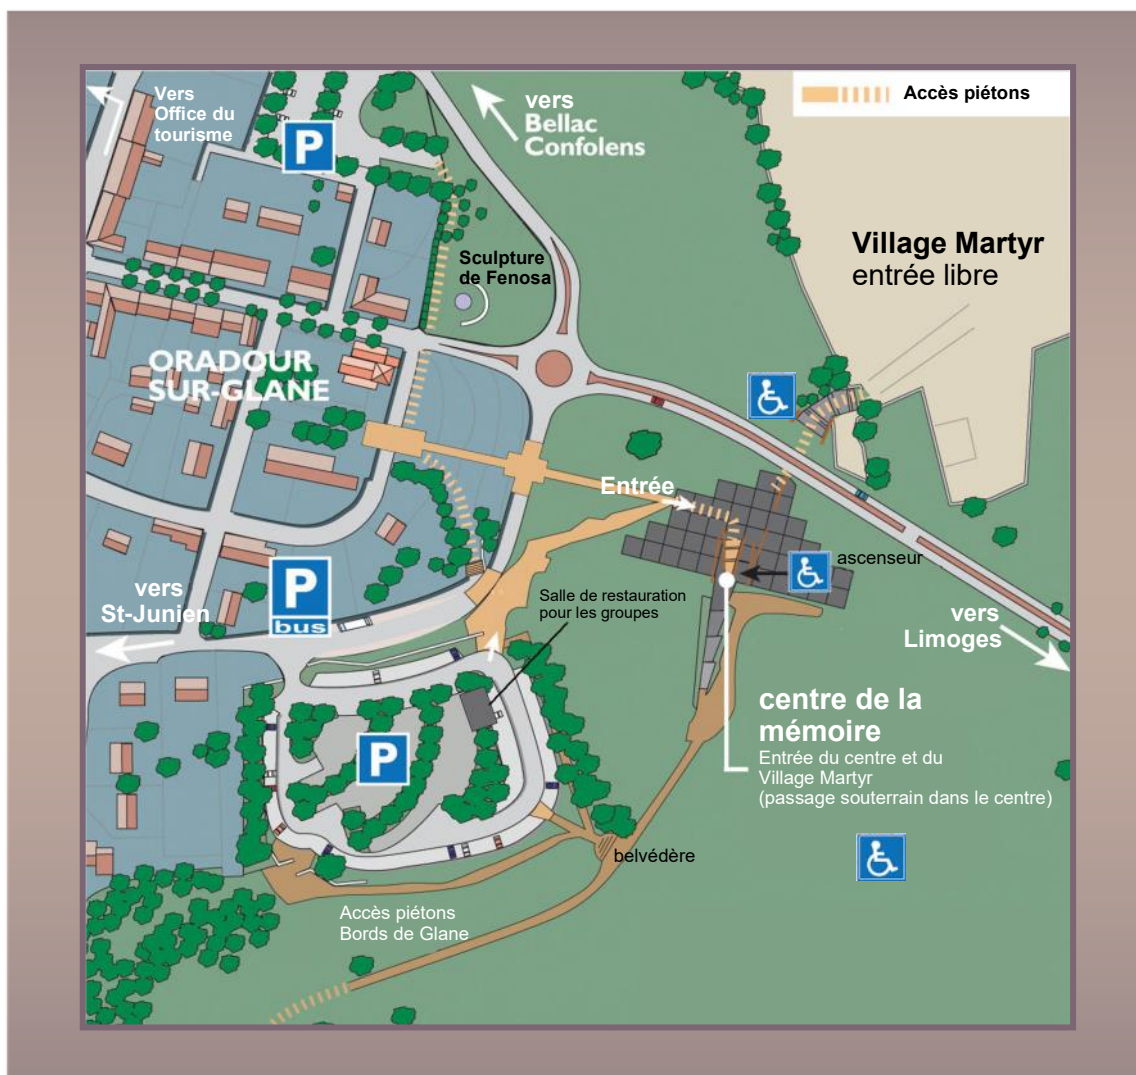 Vers
Office du
tourisme
P
vers
Bellac
Confolens
Accès piétons
Village Martyr
entrée libre
Sculpture
de Fenosa
ORADOUR
SUR-GLANE
Entrée
ascenseur
vers
St-Junien
P
bus
Salle de restauration
pour les groupes
vers
Limoges
centre de la
mémoire
Entrée du centre et du
Village Martyr
(passage souterrain dans le centre)
P
belvédère
Accès piétons
Bords de Glane